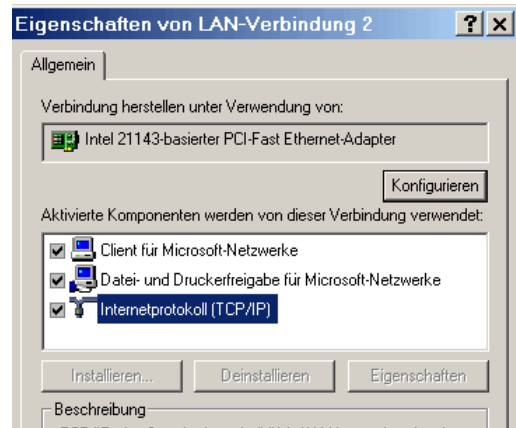 Eigenschaften von LAN-Verbindung 2
Allgemein
Verbindung herstellen unter Verwendung von:
Intel 21143-basierter PCI-Fast Ethernet-Adapter
Konfigurieren
Aktivierte Komponenten werden von dieser Verbindung verwendet:
Client für Microsoft-Netzwerke
Datei- und Druckerfreigabe für Microsoft-Netzwerke
Internetprotokoll (TCP/IP)
Installieren... Deinstallieren Eigenschaften
Beschreibung